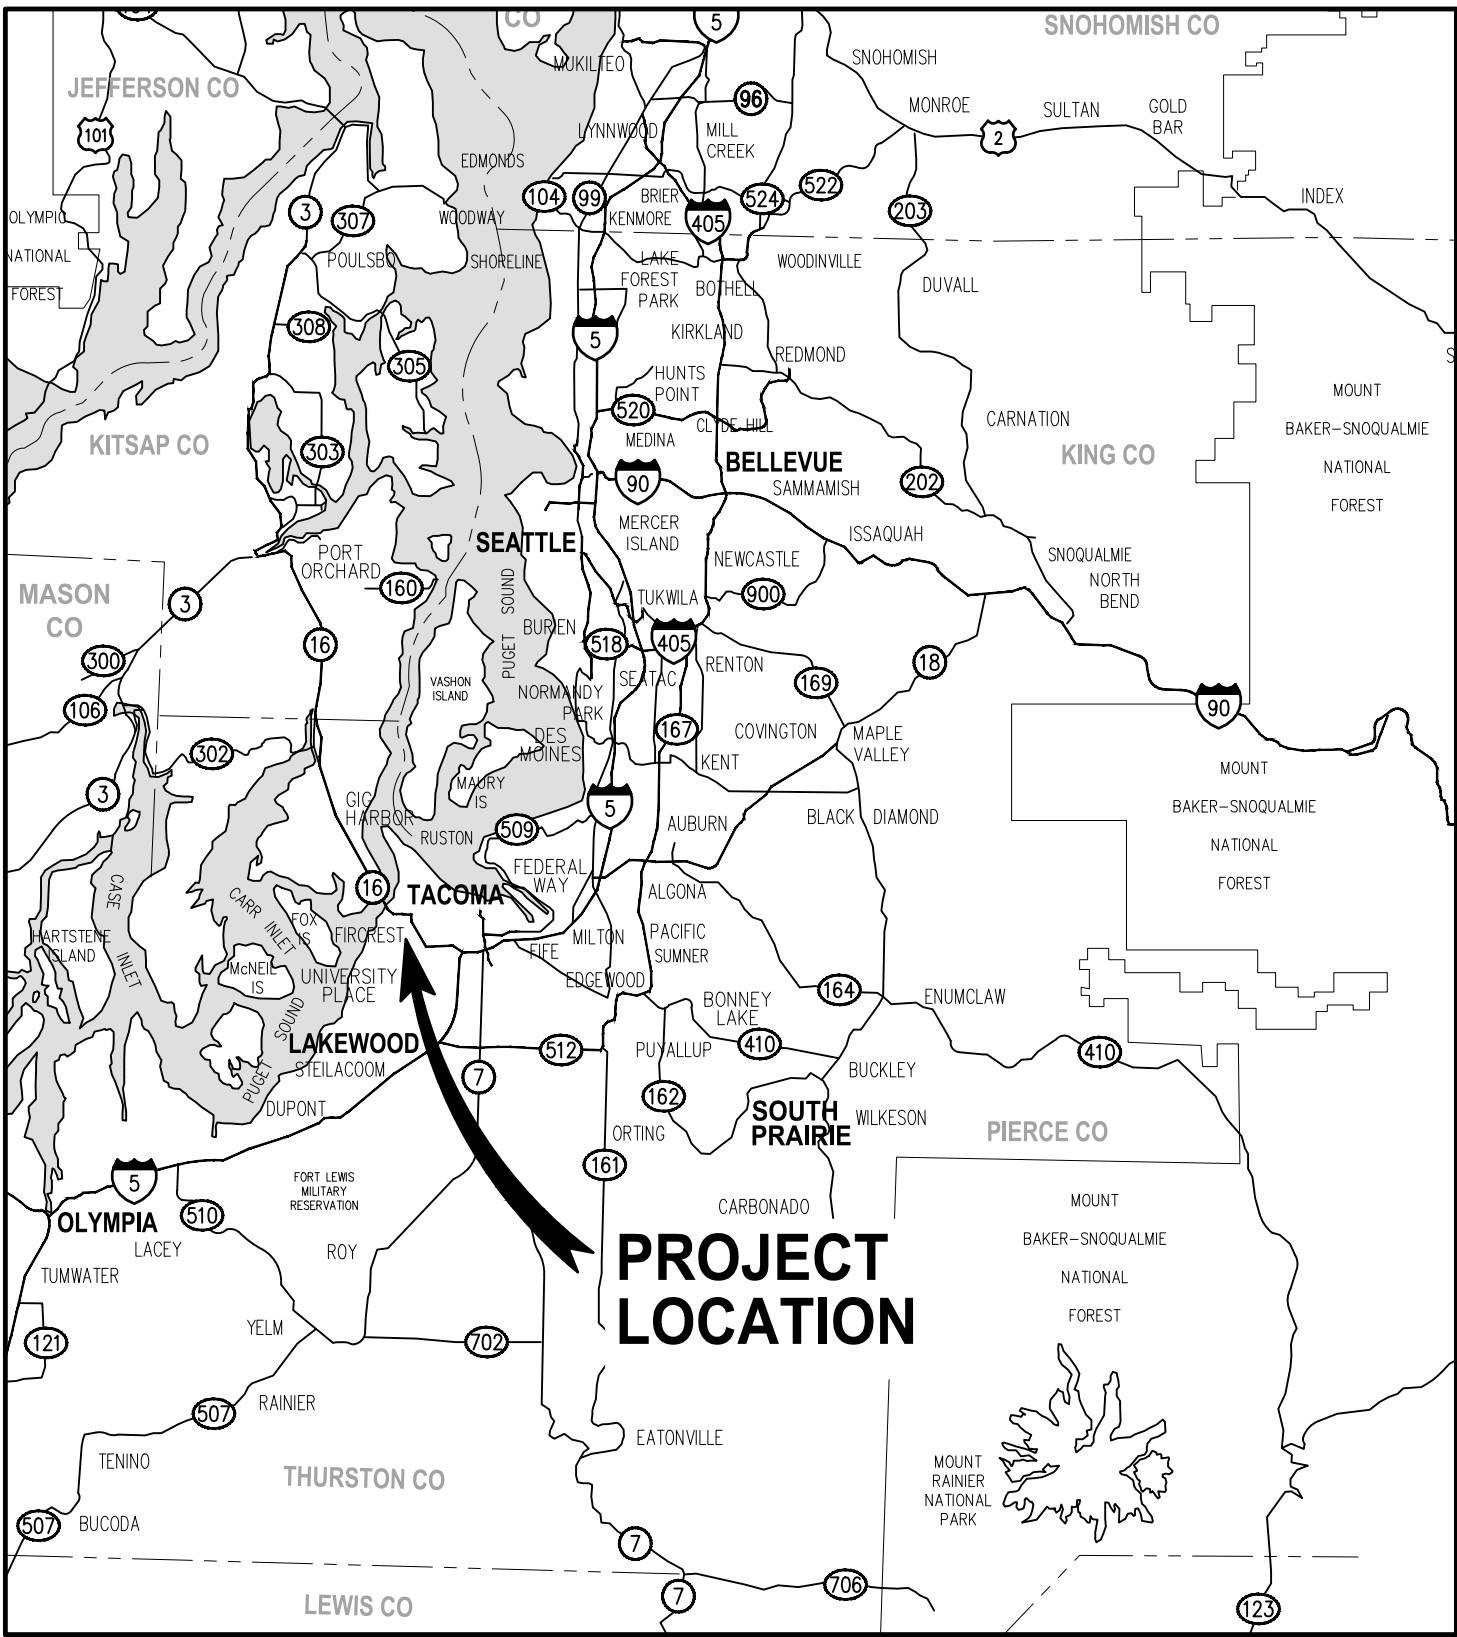 CO
SNOHOMISH CO
5
MUKILTEO
SNOHOMISH
JEFFERSON CO
96
MONROE
SULTAN
GOLD
BAR
101
LYNNWOOD
MILL
CREEK
2
EDMONDS
104
99
BRIER
524
522
INDEX
3
307
WOODWAY
KENMORE
405
203
OLYMPIC
NATIONAL
FOREST
POULSBO
SHORELINE
LAKE
FOREST
PARK
BOTHELL
WOODINVILLE
DUVALL
308
5
KIRKLAND
REDMOND
305
HUNTS
POINT
MOUNT
BAKER-SNOQUALMIE
NATIONAL
FOREST
520
CLYDE HILL
CARNATION
KITSAP CO
303
MEDINA
KING CO
90
BELLEVUE
SAMMAMISH
202
SEATTLE
MERCER
ISLAND
ISSAQUAH
PORT
ORCHARD
NEWCASTLE
SNOQUALMIE
NORTH
BEND
MASON
CO
160
PUGET SOUND
TUKWILA
900
3
16
BURIEN
518
405
RENTON
18
300
VASHON
ISLAND
SEATAC
169
NORMANDY
PARK
106
90
167
COVINGTON
MAPLE
VALLEY
302
DES
MOINES
KENT
3
MAURY
IS
MOUNT
BAKER-SNOQUALMIE
NATIONAL
FOREST
GIG
HARBOR
5
RUSTON
509
AUBURN
BLACK DIAMOND
16
FEDERAL
WAY
TACOMA
CASE
INLET
CARR INLET
ALGONA
FOX
IS
FIRCREST
HARTSTENE
ISLAND
FIFE
MILTON
PACIFIC
SUMNER
McNEIL
IS
UNIVERSITY
PLACE
EDGEWOOD
164
ENUMCLAW
BONNEY
LAKE
PUGET SOUND
LAKEWOOD
STEILACOOM
512
PUYALLUP
410
410
BUCKLEY
7
162
DUPONT
SOUTH
PRAIRIE
WILKESON
PIERCE CO
ORTING
161
5
FORT LEWIS
MILITARY
RESERVATION
510
OLYMPIA
LACEY
CARBONADO
MOUNT
BAKER-SNOQUALMIE
NATIONAL
FOREST
ROY
PROJECT
LOCATION
TUMWATER
121
YELM
702
507
RAINIER
EATONVILLE
TENINO
THURSTON CO
MOUNT
RAINIER
NATIONAL
PARK
507
BUCODA
7
706
7
LEWIS CO
123